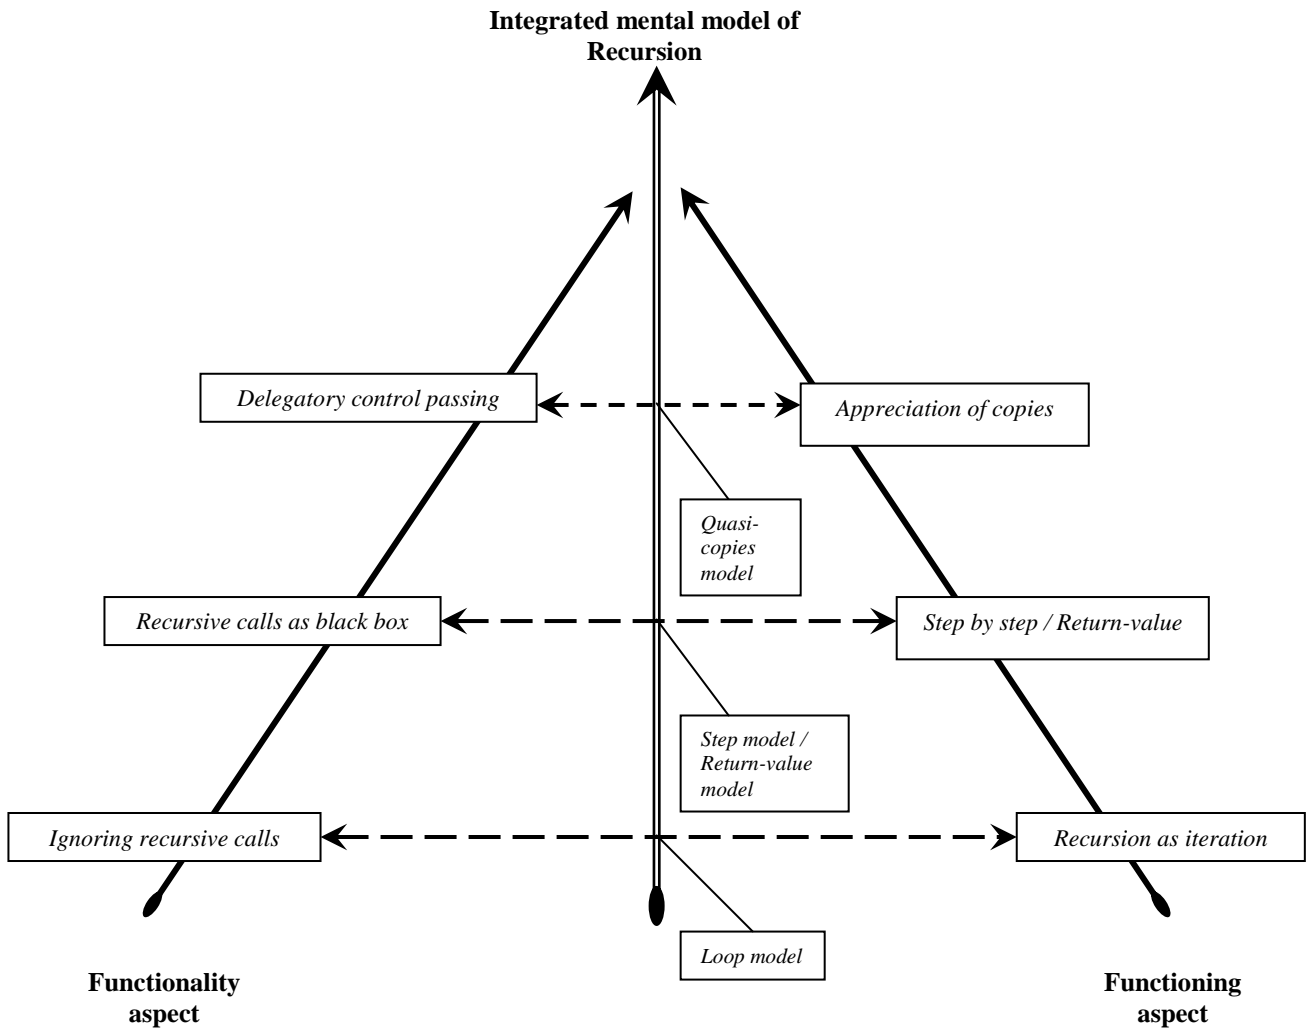 Integrated mental model of
Recursion
Delegatory control passing
Appreciation of copies
Quasi-
copies
model
Recursive calls as black box
Step by step / Return-value
Step model /
Return-value
model
Ignoring recursive calls
Recursion as iteration
Loop model
Functionality
aspect
Functioning
aspect